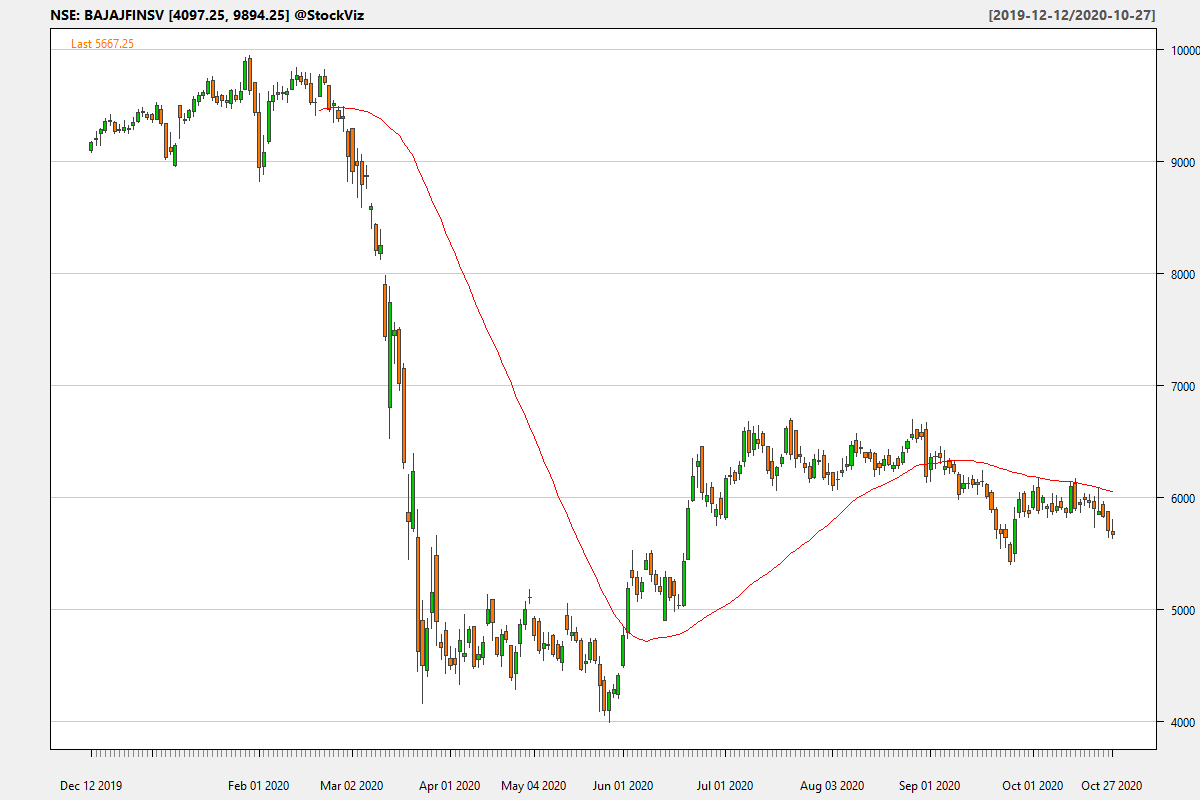 NSE: BAJAJFINSV [4097.25, 9894.25] @StockViz
[2019-12-12/2020-10-27]
Last 5667.25
10000
9000
8000
7000
6000
5000
4000
Dec 12 2019
Feb 01 2020
Mar 02 2020
Apr 01 2020
May 04 2020
Jun 01 2020
Jul 01 2020
Aug 03 2020
Sep 01 2020
Oct 01 2020
Oct 27 2020